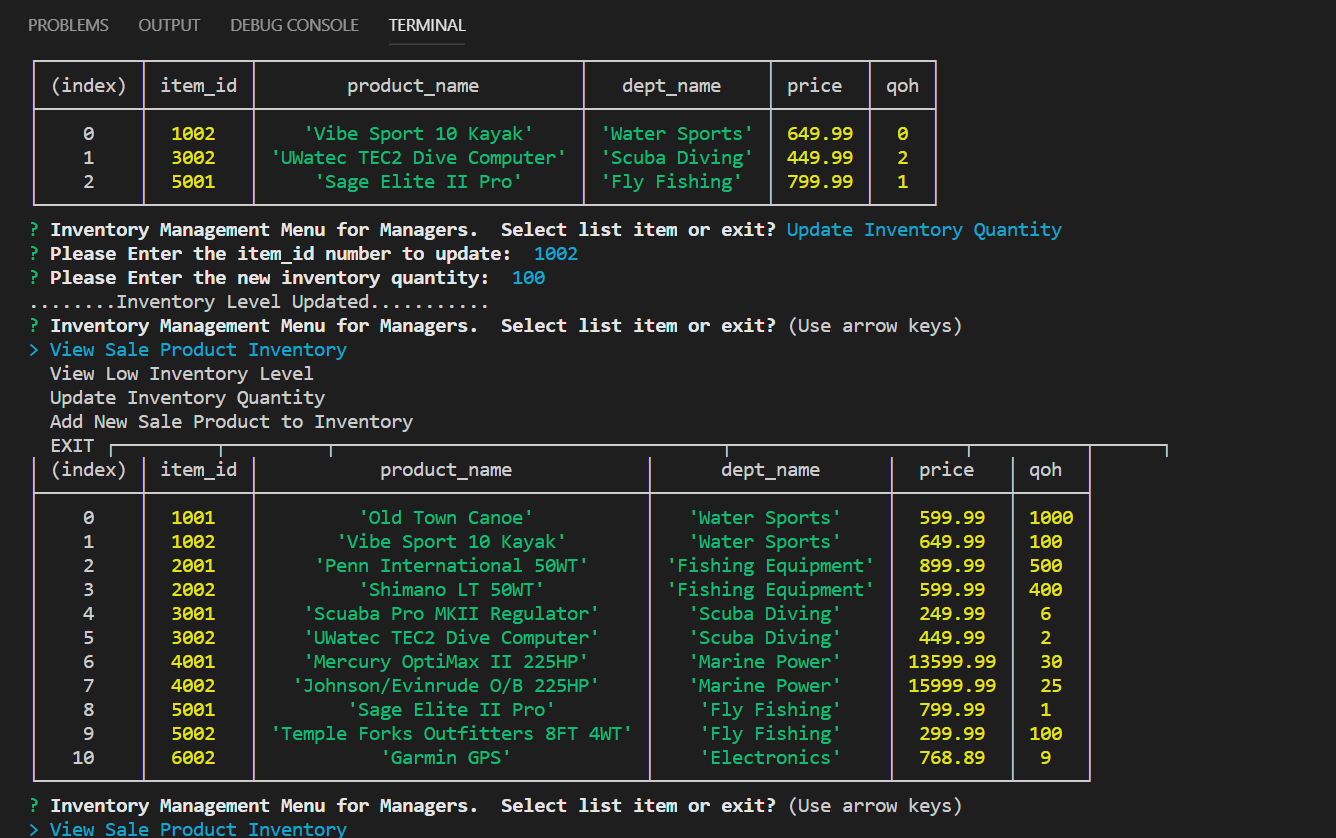 PROBLEMS OUTPUT DEBUG CONSOLE TERMINAL
(index) item_id product_name dept_name price qoh
0 1002 'Vibe Sport 10 Kayak' 'Water Sports' 649.99 0
1 3002 'UWatec TEC2 Dive Computer' 'Scuba Diving' 449.99 2
2 5001 'Sage Elite II Pro' 'Fly Fishing' 799.99 1
? Inventory Management Menu for Managers.  Select list item or exit? Update Inventory Quantity
? Please Enter the item_id number to update:  1002
? Please Enter the new inventory quantity:  100
........Inventory Level Updated...........
? Inventory Management Menu for Managers.  Select list item or exit? (Use arrow keys)
> View Sale Product Inventory
View Low Inventory Level
Update Inventory Quantity
Add New Sale Product to Inventory
EXIT
(index) item_id product_name dept_name price qoh
0 1001 'Old Town Canoe' 'Water Sports' 599.99 1000
1 1002 'Vibe Sport 10 Kayak' 'Water Sports' 649.99 100
2 2001 'Penn International 50WT' 'Fishing Equipment' 899.99 500
3 2002 'Shimano LT 50WT' 'Fishing Equipment' 599.99 400
4 3001 'Scuaba Pro MKII Regulator' 'Scuba Diving' 249.99 6
5 3002 'UWatec TEC2 Dive Computer' 'Scuba Diving' 449.99 2
6 4001 'Mercury OptiMax II 225HP' 'Marine Power' 13599.99 30
7 4002 'Johnson/Evinrude O/B 225HP' 'Marine Power' 15999.99 25
8 5001 'Sage Elite II Pro' 'Fly Fishing' 799.99 1
9 5002 'Temple Forks Outfitters 8FT 4WT' 'Fly Fishing' 299.99 100
10 6002 'Garmin GPS' 'Electronics' 768.89 9
? Inventory Management Menu for Managers.  Select list item or exit? (Use arrow keys)
> View Sale Product Inventory